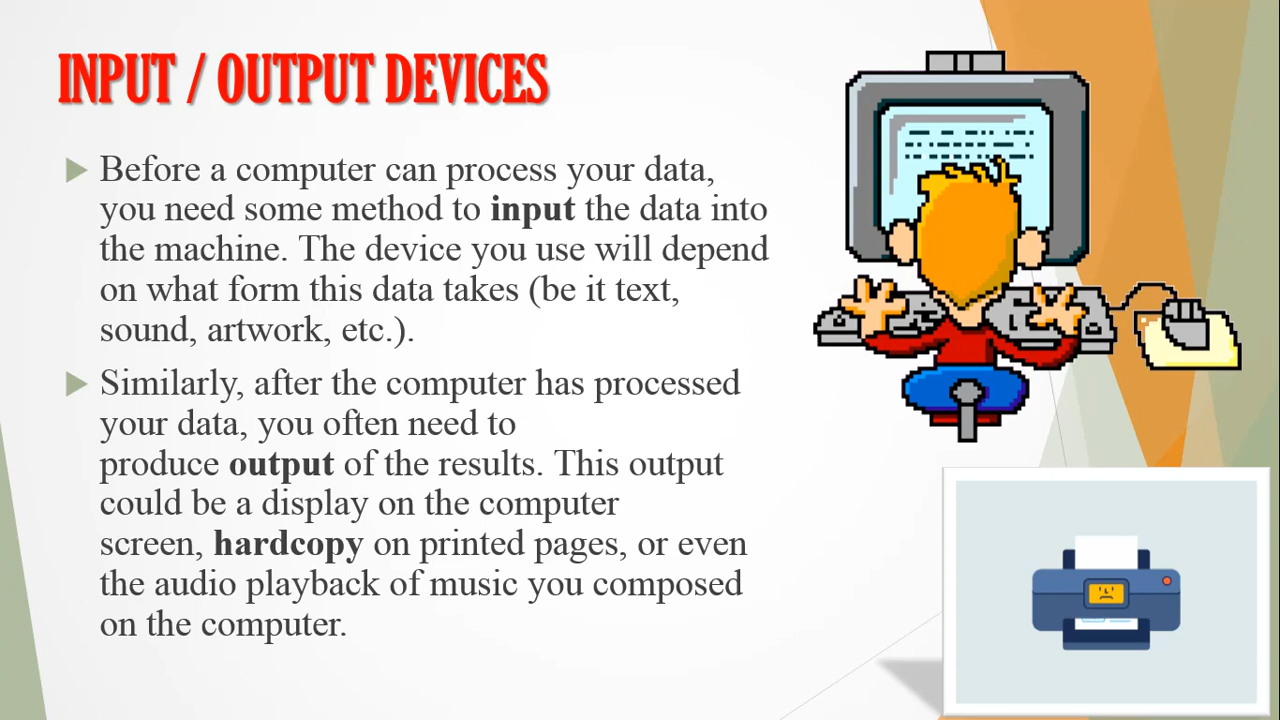 INPUT / OUTPUT DEVICES
Before a computer can process your data,
you need some method to input the data into
the machine. The device you use will depend
on what form this data takes (be it text,
sound, artwork, etc.).
Similarly, after the computer has processed
your data, you often need to
produce output of the results. This output
could be a display on the computer
screen, hardcopy on printed pages, or even
the audio playback of music you composed
on the computer.